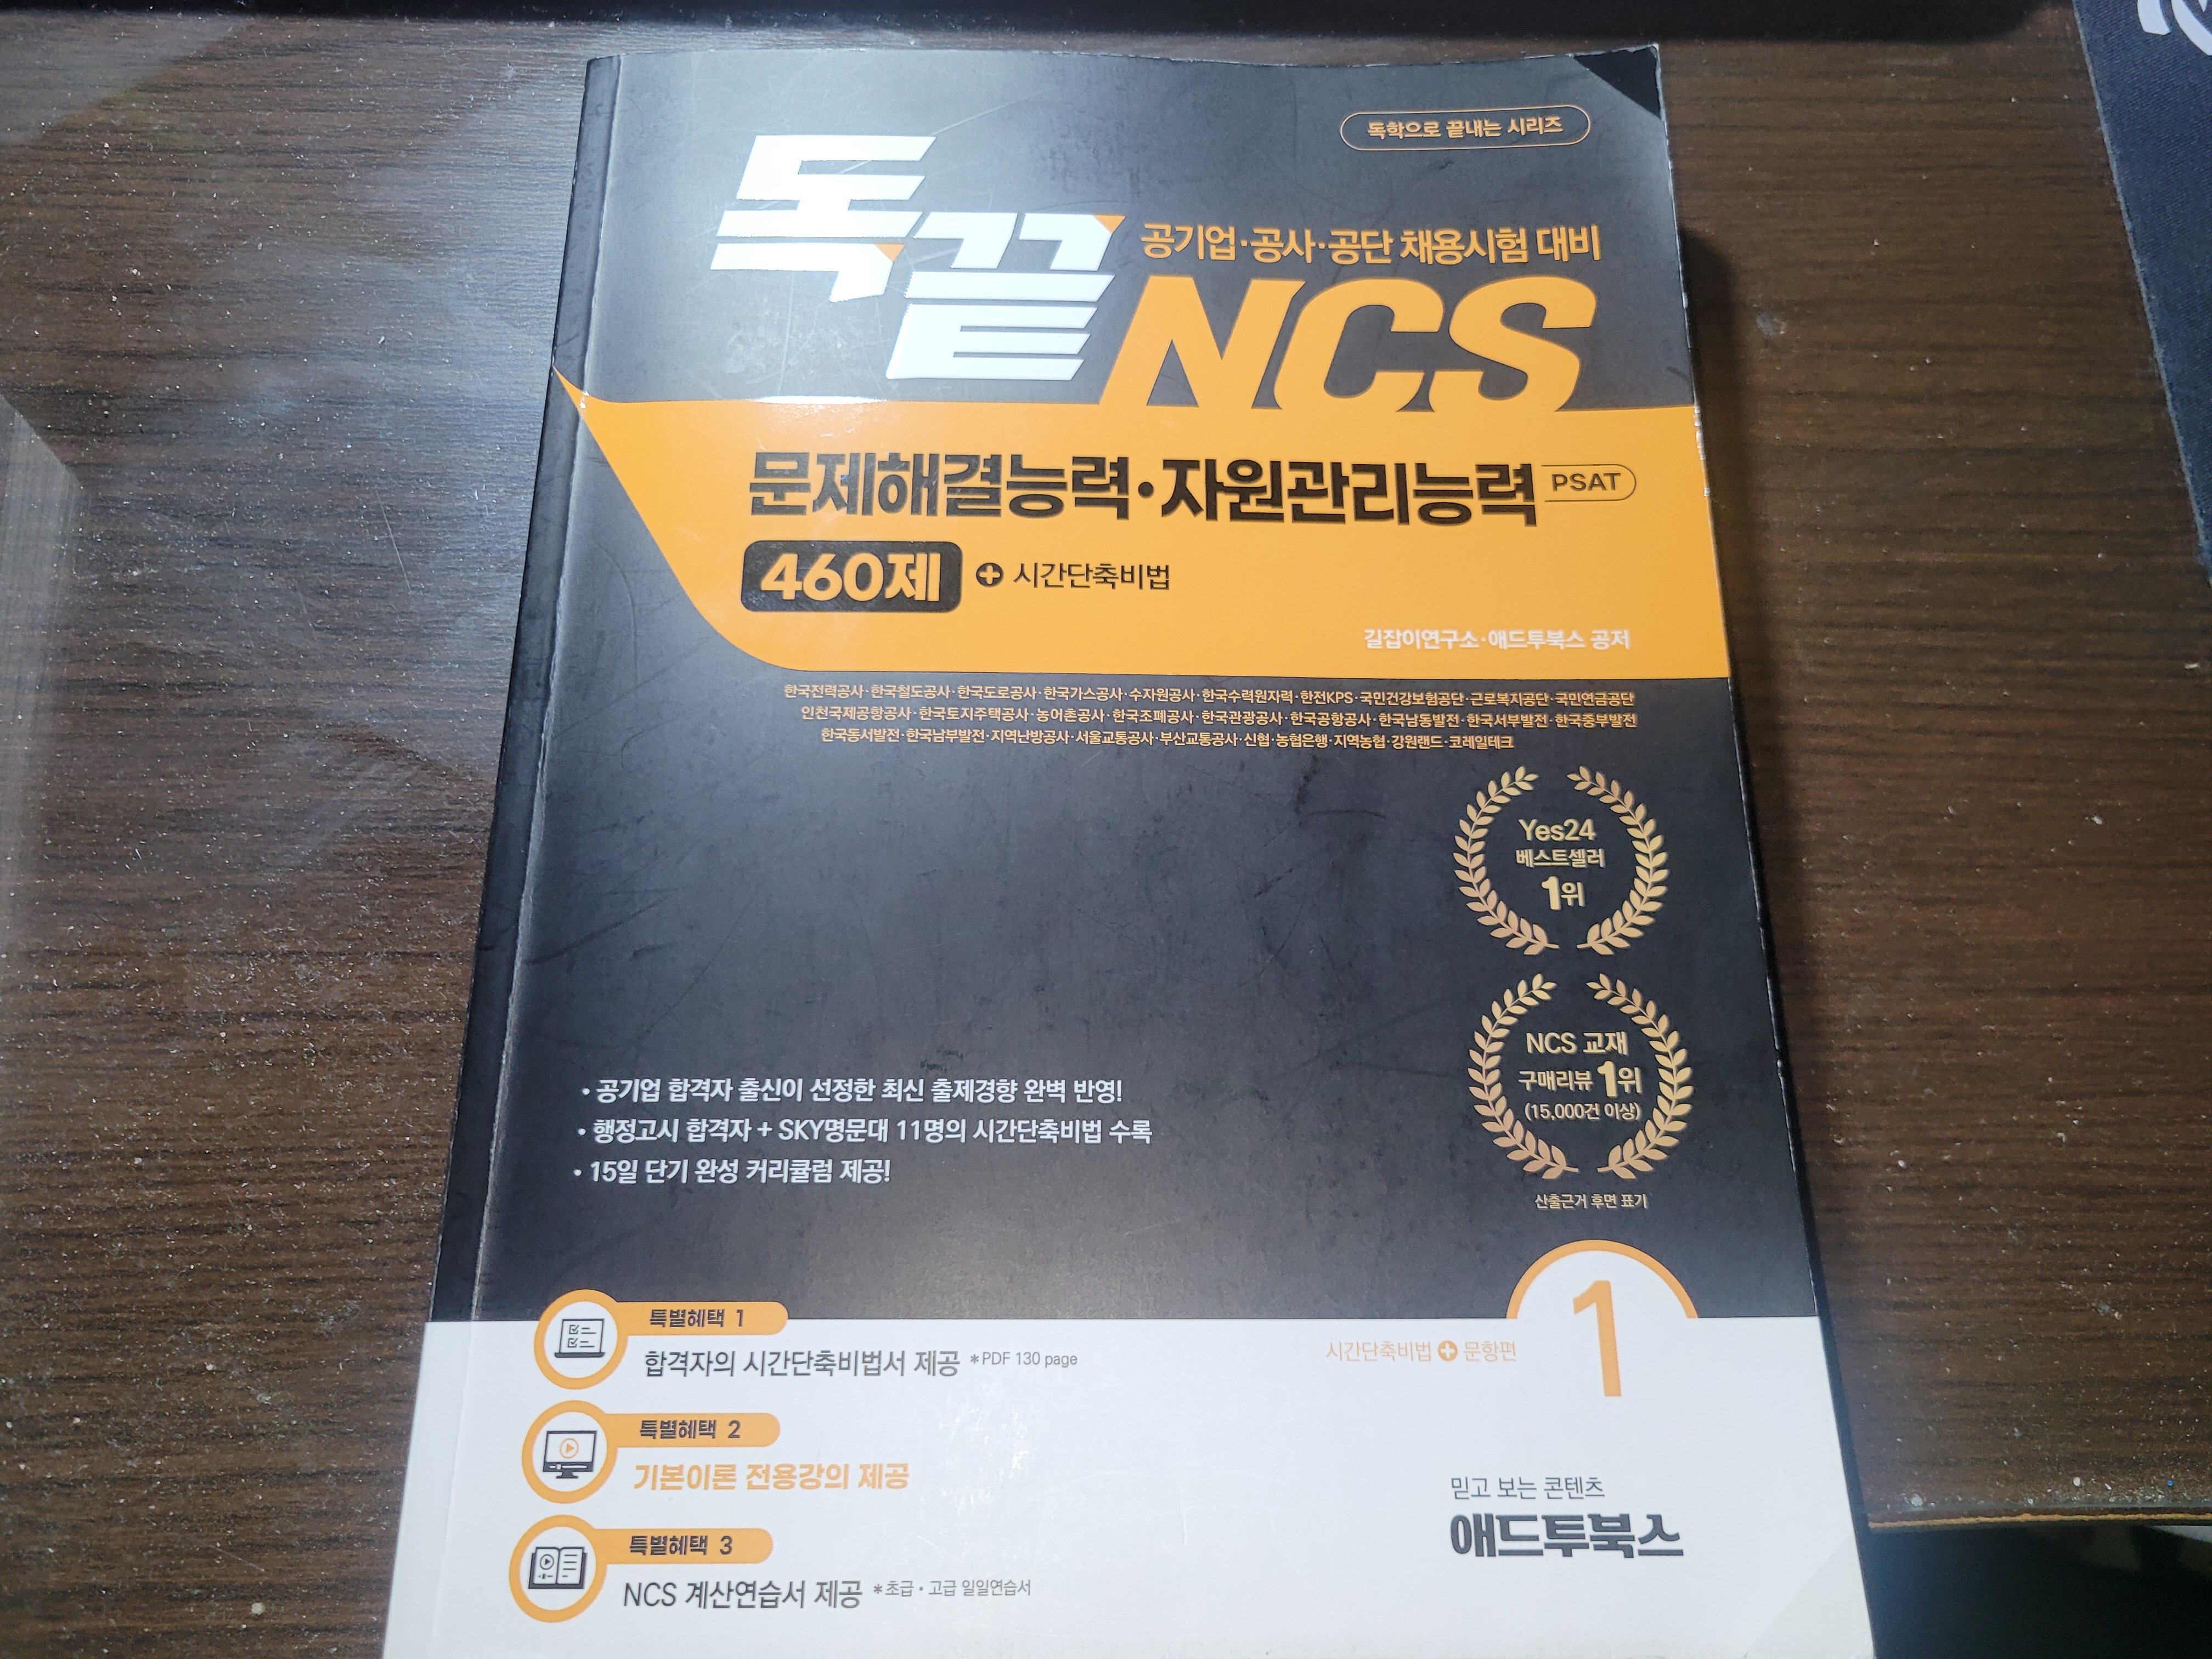 독학으로 끝내는 시리즈
독끝
공기업·공사·공단 채용시험 대비
NCS
문제해결능력·자원관리능력 PSAT
460제 + 시간단축비법
길잡이연구소·애드투북스 공저
한국전력공사·한국철도공사·한국도로공사·한국가스공사·수자원공사·한국수력원자력·한전KPS·국민건강보험공단·근로복지공단·국민연금공단
인천국제공항공사·한국토지주택공사·농어촌공사·한국조폐공사·한국관광공사·한국공항공사·한국남동발전·한국서부발전·한국중부발전
한국동서발전·한국남부발전·지역난방공사·서울교통공사·부산교통공사·신협·농협은행·지역농협·강원랜드·코레일테크
Yes24
베스트셀러
1위
NCS 교재
구매리뷰 1위
(15,000건 이상)
산출근거 후면 표기
• 공기업 합격자 출신이 선정한 최신 출제경향 완벽 반영!
• 행정고시 합격자 + SKY명문대 11명의 시간단축비법 수록
• 15일 단기 완성 커리큘럼 제공!
특별혜택 1
합격자의 시간단축비법서 제공 *PDF 130 page
특별혜택 2
기본이론 전용강의 제공
특별혜택 3
NCS 계산연습서 제공 *초급·고급 일일연습서
시간단축비법 + 문항편
1
믿고 보는 콘텐츠
애드투북스